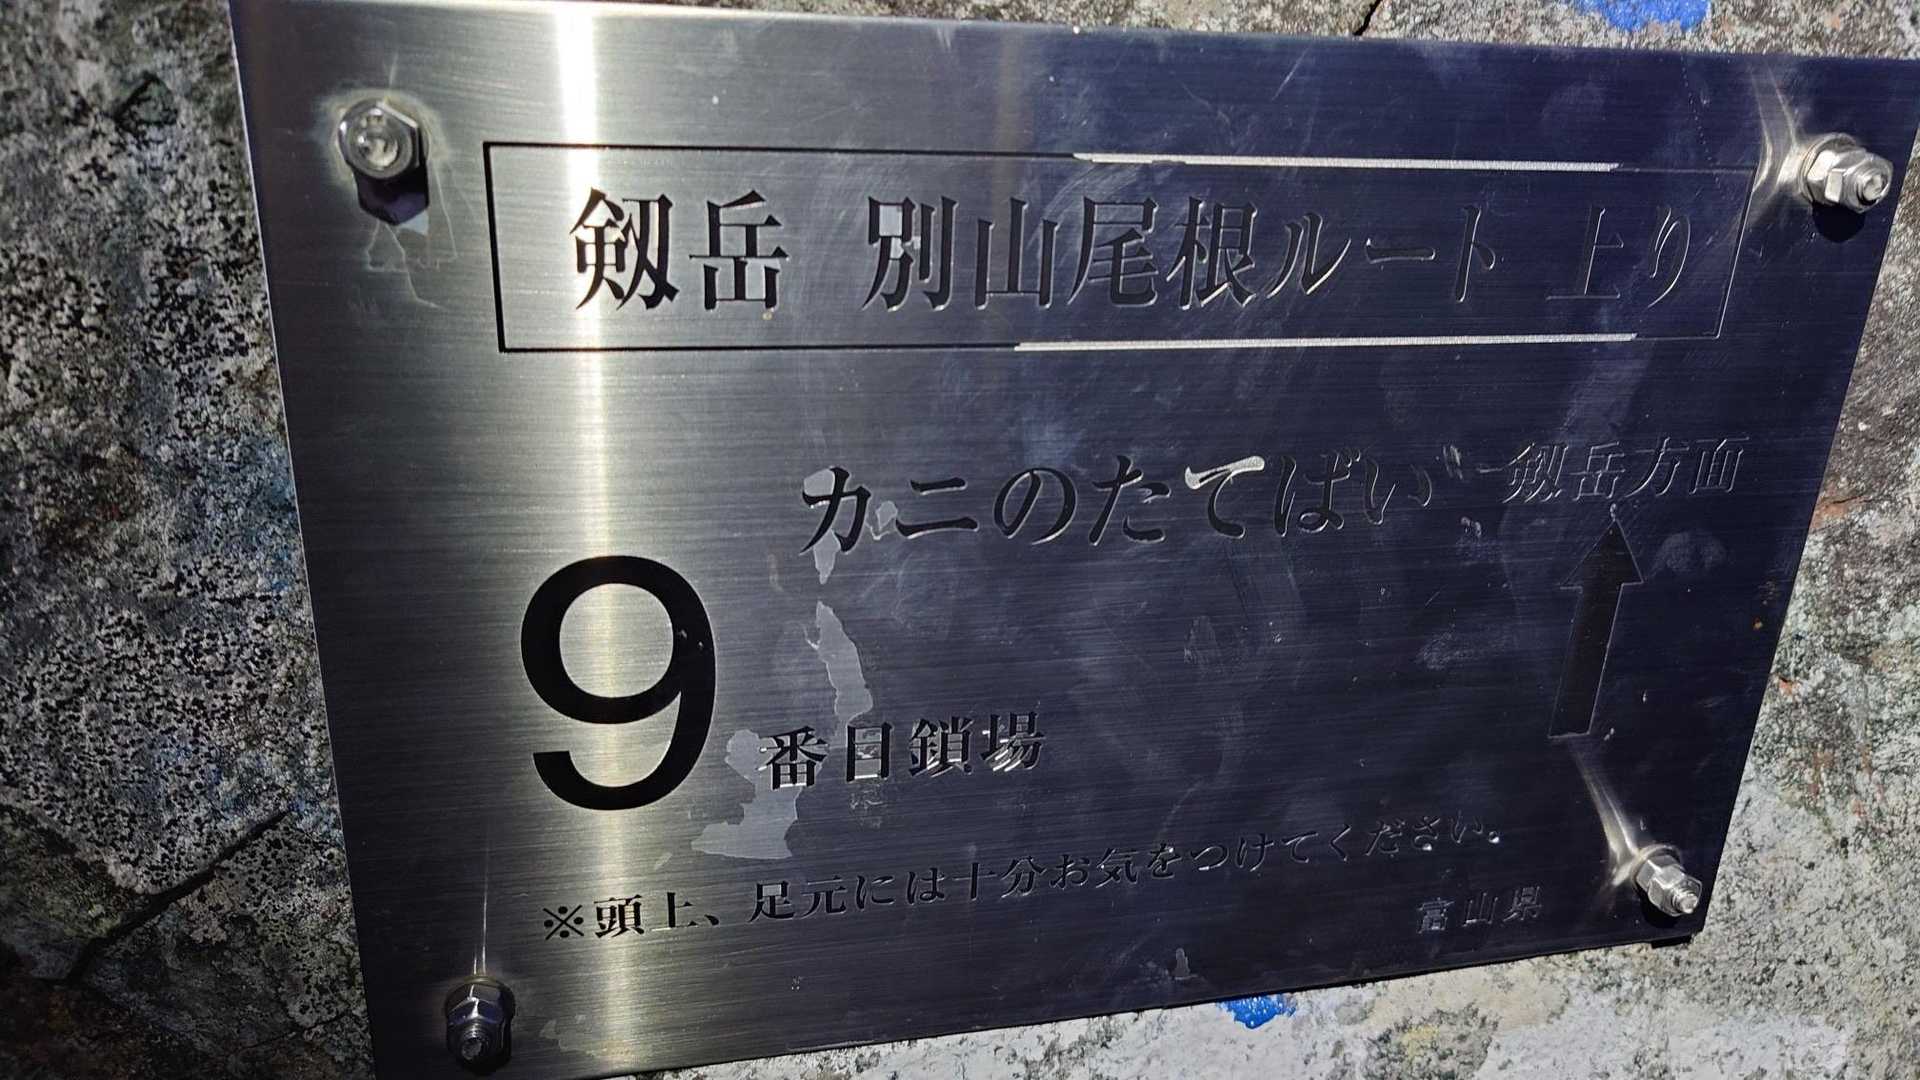 剱岳 別山尾根ルート 上り
カニのたてばい
剱岳方面
9番目鎖場
※頭上、足元には十分お気をつけてください。
富山県